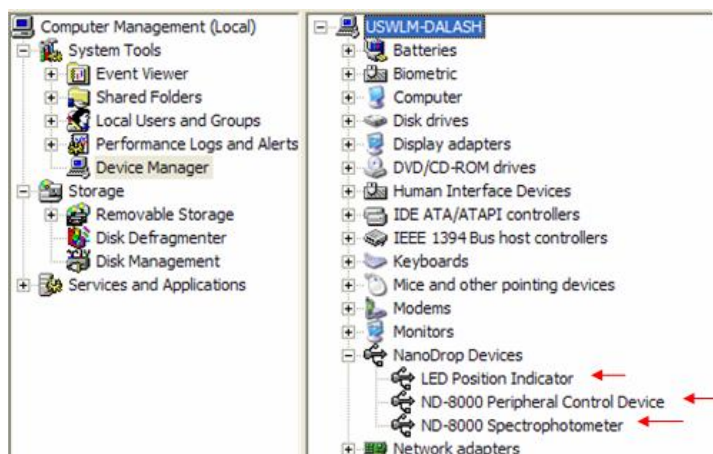 Computer Management (Local)
System Tools
Event Viewer
Shared Folders
Local Users and Groups
Performance Logs and Alerts
Device Manager
Storage
Removable Storage
Disk Defragmenter
Disk Management
Services and Applications
USWLM-DALASH
Batteries
Biometric
Computer
Disk drives
Display adapters
DVD/CD-ROM drives
Human Interface Devices
IDE ATA/ATAPI controllers
IEEE 1394 Bus host controllers
Keyboards
Mice and other pointing devices
Modems
Monitors
NanoDrop Devices
LED Position Indicator
ND-8000 Peripheral Control Device
ND-8000 Spectrophotometer
Network adapters